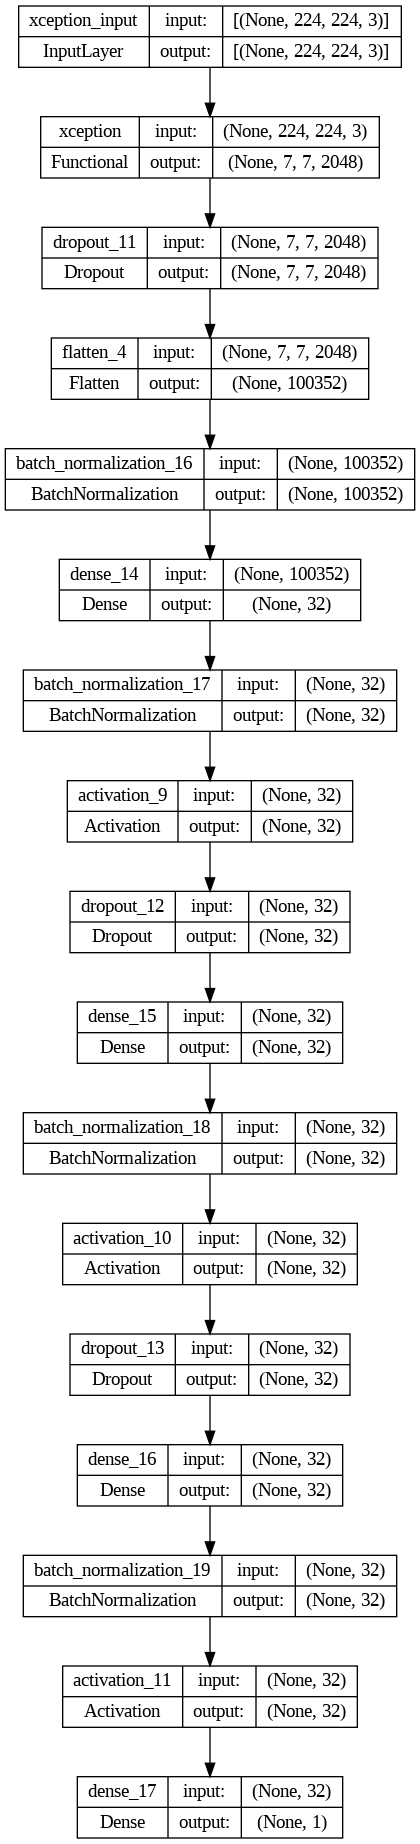 xception_input input: [(None, 224, 224, 3)]
InputLayer output: [(None, 224, 224, 3)]
xception input: (None, 224, 224, 3)
Functional output: (None, 7, 7, 2048)
dropout_11 input: (None, 7, 7, 2048)
Dropout output: (None, 7, 7, 2048)
flatten_4 input: (None, 7, 7, 2048)
Flatten output: (None, 100352)
batch_normalization_16 input: (None, 100352)
BatchNormalization output: (None, 100352)
dense_14 input: (None, 100352)
Dense output: (None, 32)
batch_normalization_17 input: (None, 32)
BatchNormalization output: (None, 32)
activation_9 input: (None, 32)
Activation output: (None, 32)
dropout_12 input: (None, 32)
Dropout output: (None, 32)
dense_15 input: (None, 32)
Dense output: (None, 32)
batch_normalization_18 input: (None, 32)
BatchNormalization output: (None, 32)
activation_10 input: (None, 32)
Activation output: (None, 32)
dropout_13 input: (None, 32)
Dropout output: (None, 32)
dense_16 input: (None, 32)
Dense output: (None, 32)
batch_normalization_19 input: (None, 32)
BatchNormalization output: (None, 32)
activation_11 input: (None, 32)
Activation output: (None, 32)
dense_17 input: (None, 32)
Dense output: (None, 1)